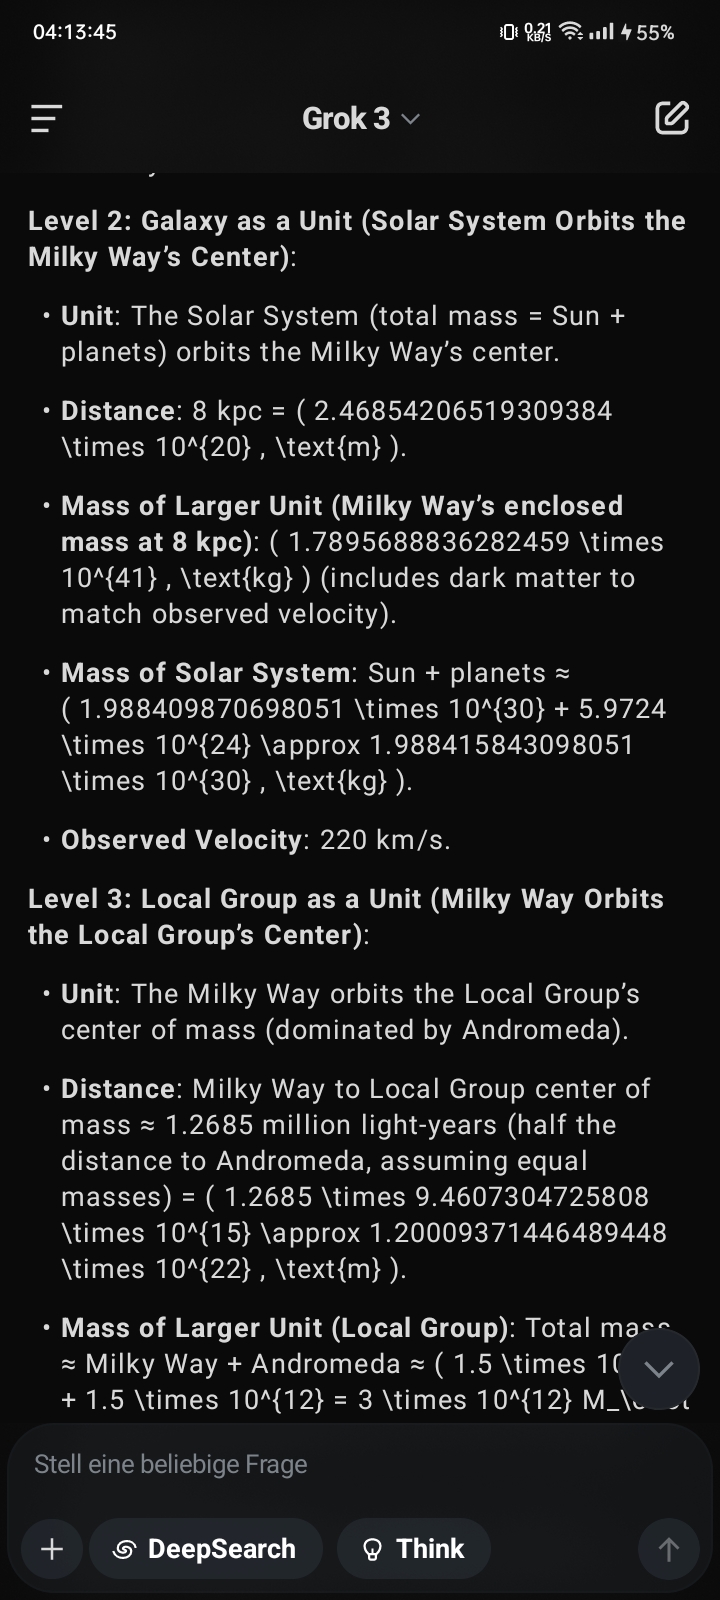 04:13:45
0.21 KB/S
55%
Grok 3
Level 2: Galaxy as a Unit (Solar System Orbits the
Milky Way’s Center):
• Unit: The Solar System (total mass = Sun +
planets) orbits the Milky Way’s center.
• Distance: 8 kpc = ( 2.46854206519309384
\times 10^{20} , \text{m} ).
• Mass of Larger Unit (Milky Way’s enclosed
mass at 8 kpc): ( 1.7895688836282459 \times
10^{41} , \text{kg} ) (includes dark matter to
match observed velocity).
• Mass of Solar System: Sun + planets ≈
( 1.988409870698051 \times 10^{30} + 5.9724
\times 10^{24} \approx 1.988415843098051
\times 10^{30} , \text{kg} ).
• Observed Velocity: 220 km/s.
Level 3: Local Group as a Unit (Milky Way Orbits
the Local Group’s Center):
• Unit: The Milky Way orbits the Local Group’s
center of mass (dominated by Andromeda).
• Distance: Milky Way to Local Group center of
mass ≈ 1.2685 million light-years (half the
distance to Andromeda, assuming equal
masses) = ( 1.2685 \times 9.4607304725808
\times 10^{15} \approx 1.20009371446489448
\times 10^{22} , \text{m} ).
• Mass of Larger Unit (Local Group): Total mass
≈ Milky Way + Andromeda ≈ ( 1.5 \times
+ 1.5 \times 10^{12} = 3 \times 10^{12}
Stell eine beliebige Frage
DeepSearch
Think